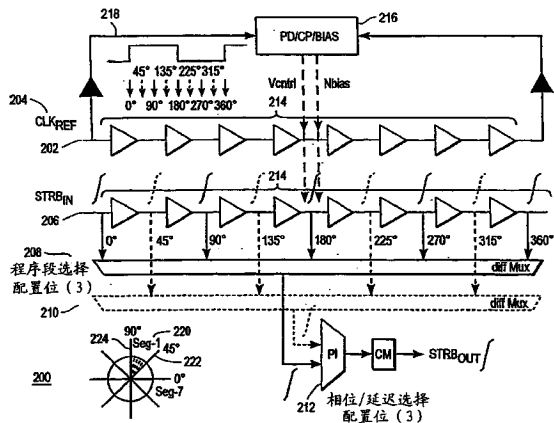 218
216
PD/CP/BIAS
45° 135° 225° 315°
0° 90° 180° 270° 360°
Vcntrl
Nbias
204
CLKREF
214
202
STRBIN
214
206
0° 45° 90° 135° 180° 225° 270° 315° 360°
208
diff Mux
程序段选择
配置位（3）
210
diff Mux
224
90°
220
Seg-1
45°
222
0°
Seg-7
200
PI
CM
STRBOUT
212
相位/延迟选择
配置位（3）